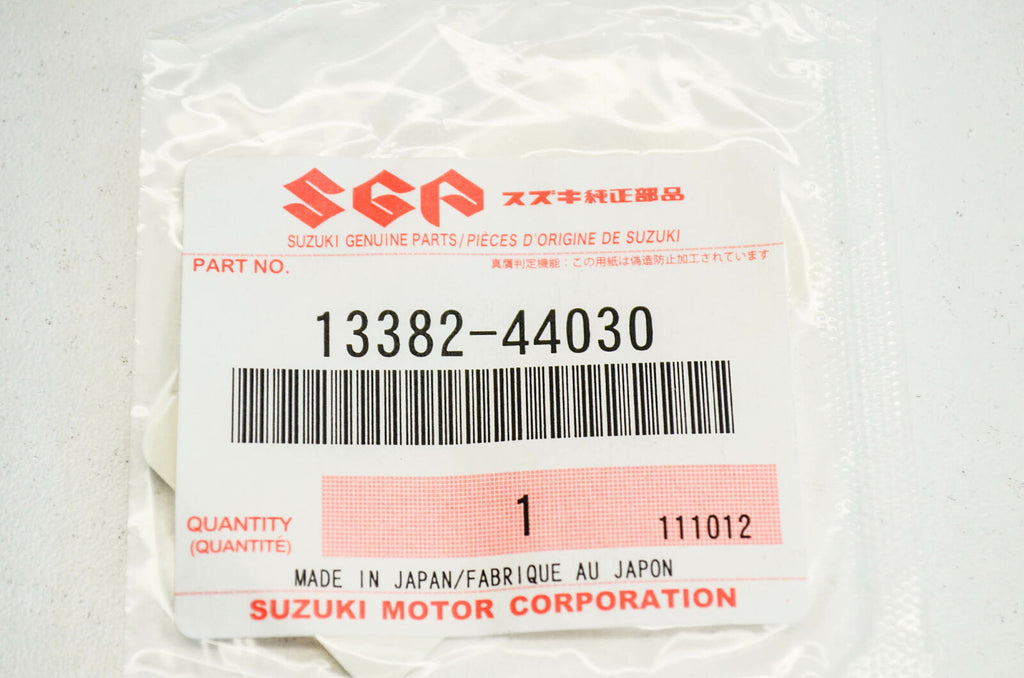 SGP スズキ純正部品
SUZUKI GENUINE PARTS/PIÈCES D'ORIGINE DE SUZUKI
PART NO. 真贋判定機能:この用紙は偽造防止加工されています
13382-44030
1 111012
QUANTITY
(QUANTITÉ)
MADE IN JAPAN/FABRIQUE AU JAPON
SUZUKI MOTOR CORPORATION